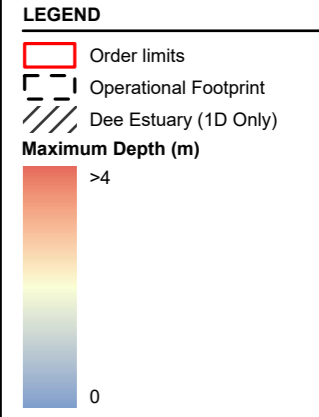 LEGEND
Order limits
Operational Footprint
Dee Estuary (1D Only)
Maximum Depth (m)
>4
0